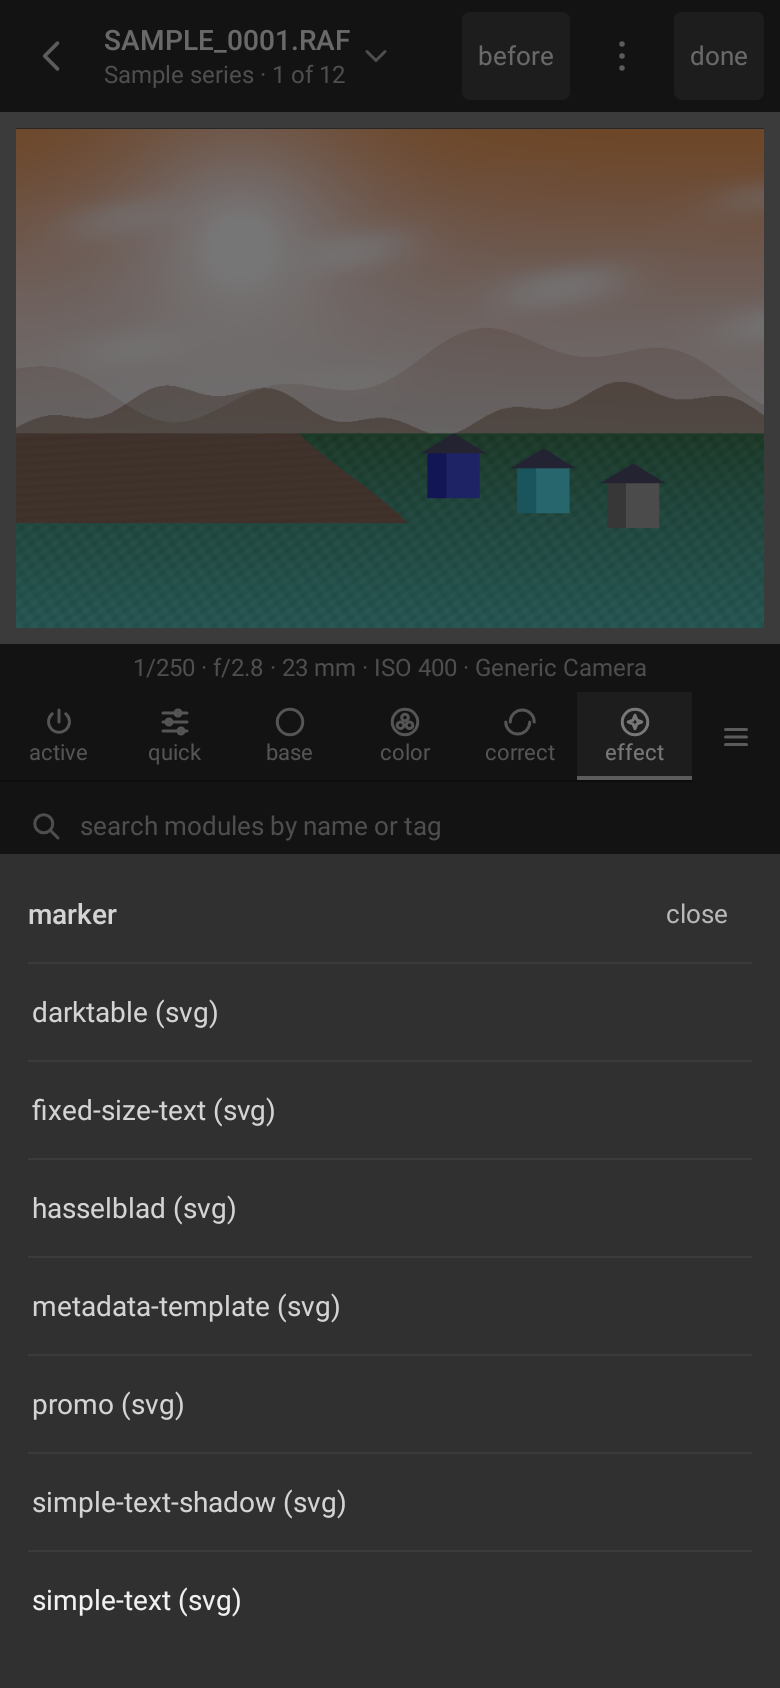 SAMPLE_0001.RAF
Sample series · 1 of 12
before
done
1/250 · f/2.8 · 23 mm · ISO 400 · Generic Camera
active
quick
base
color
correct
effect
search modules by name or tag
marker
close
darktable (svg)
fixed-size-text (svg)
hasselblad (svg)
metadata-template (svg)
promo (svg)
simple-text-shadow (svg)
simple-text (svg)